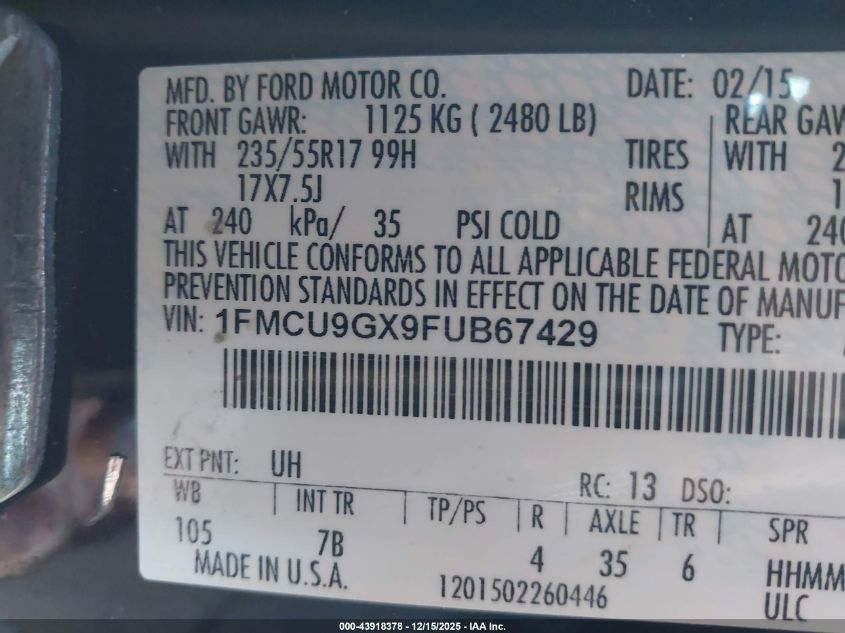 MFD. BY FORD MOTOR CO. DATE: 02/15
FRONT GAWR: 1125 KG ( 2480 LB) REAR GAW
WITH 235/55R17 99H TIRES WITH 2
17X7.5J RIMS 1
AT 240 kPa/ 35 PSI COLD AT 240
THIS VEHICLE CONFORMS TO ALL APPLICABLE FEDERAL MOTO
PREVENTION STANDARDS IN EFFECT ON THE DATE OF MANUF
VIN: 1FMCU9GX9FUB67429 TYPE:
EXT PNT: UH RC: 13 DSO:
WB INT TR TP/PS R AXLE TR SPR
105 7B 4 35 6 HHMM
MADE IN U.S.A. 1201502260446 ULC
000-43918378 - 12/15/2025 - IAA Inc.